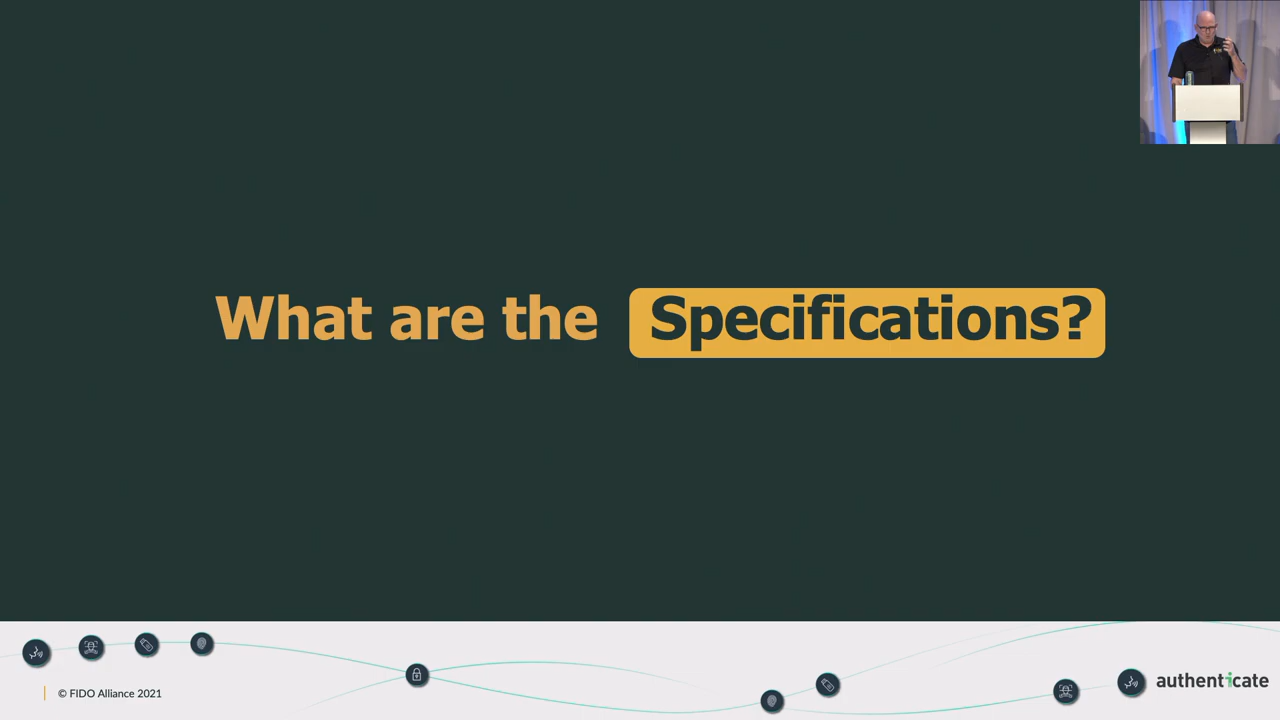 What are the Specifications?
© FIDO Alliance 2021
authenticate